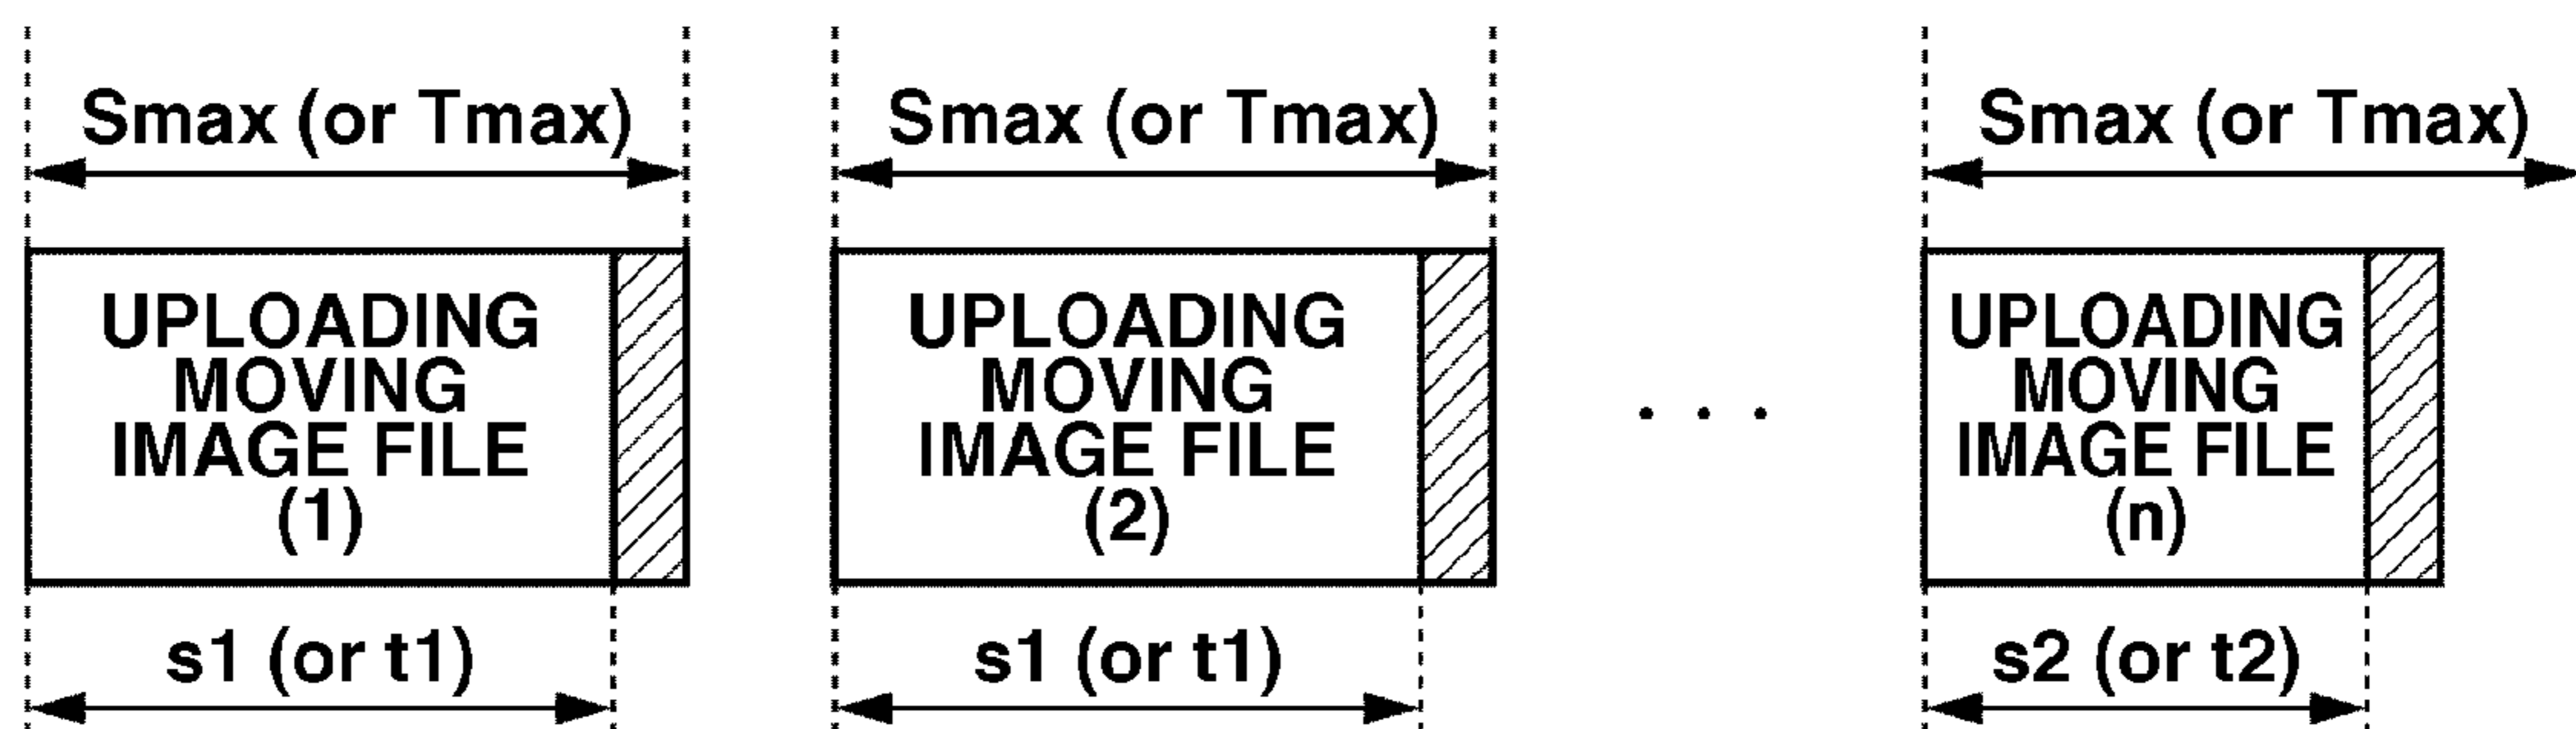 Smax (or Tmax)
Smax (or Tmax)
Smax (or Tmax)
UPLOADING
MOVING
IMAGE FILE
(1)
UPLOADING
MOVING
IMAGE FILE
(2)
. . .
UPLOADING
MOVING
IMAGE FILE
(n)
s1 (or t1)
s1 (or t1)
s2 (or t2)